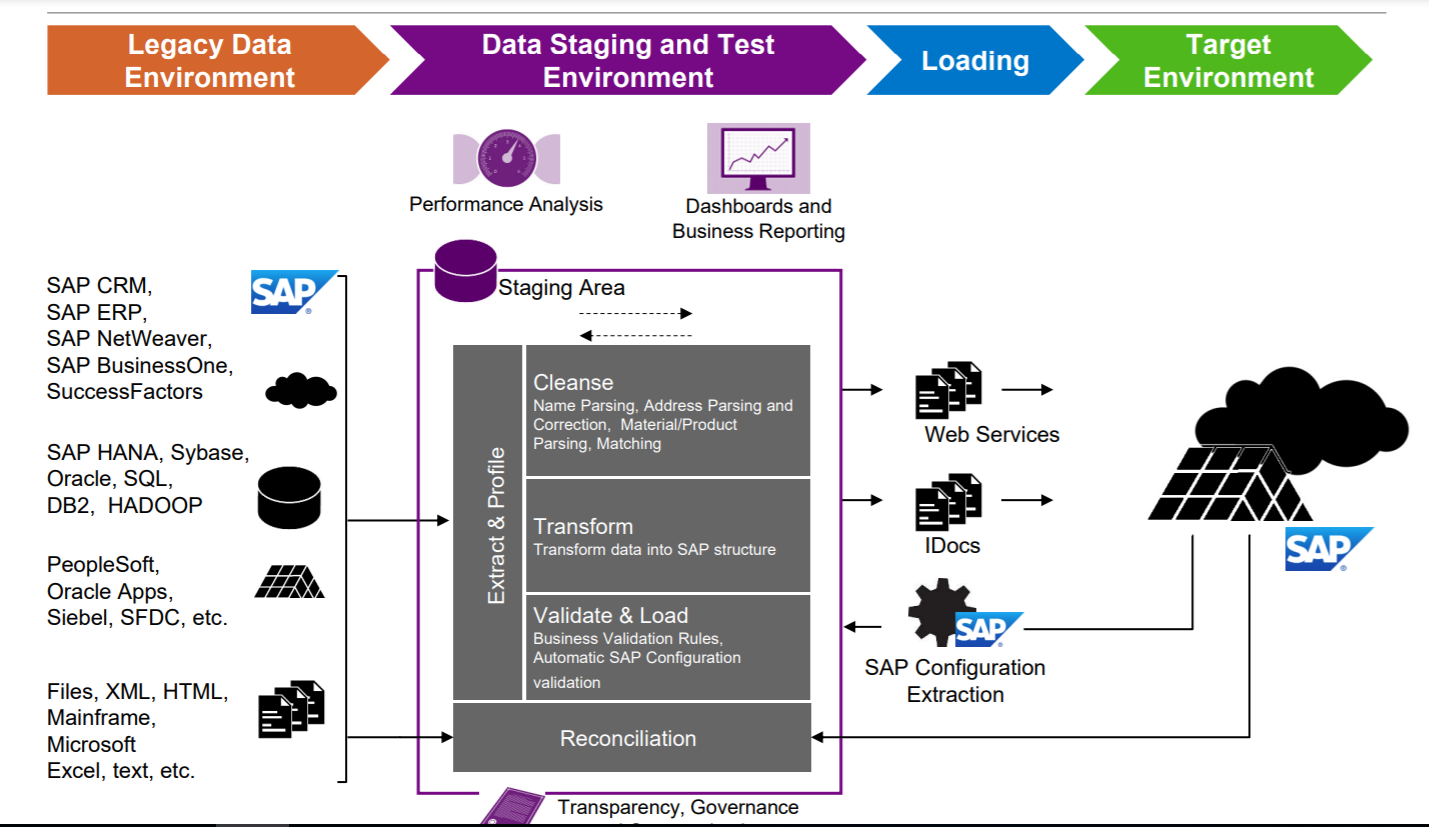 Legacy Data
Environment
Data Staging and Test
Environment
Loading
Target
Environment
Performance Analysis
Dashboards and
Business Reporting
SAP CRM,
SAP ERP,
SAP NetWeaver,
SAP BusinessOne,
SuccessFactors
SAP®
SAP HANA, Sybase,
Oracle, SQL,
DB2, HADOOP
PeopleSoft,
Oracle Apps,
Siebel, SFDC, etc.
Files, XML, HTML,
Mainframe,
Microsoft
Excel, text, etc.
Staging Area
Extract & Profile
Cleanse
Name Parsing, Address Parsing and
Correction, Material/Product
Parsing, Matching
Transform
Transform data into SAP structure
Validate & Load
Business Validation Rules,
Automatic SAP Configuration
validation
Reconciliation
Web Services
IDocs
SAP®
SAP Configuration
Extraction
SAP®
Transparency, Governance